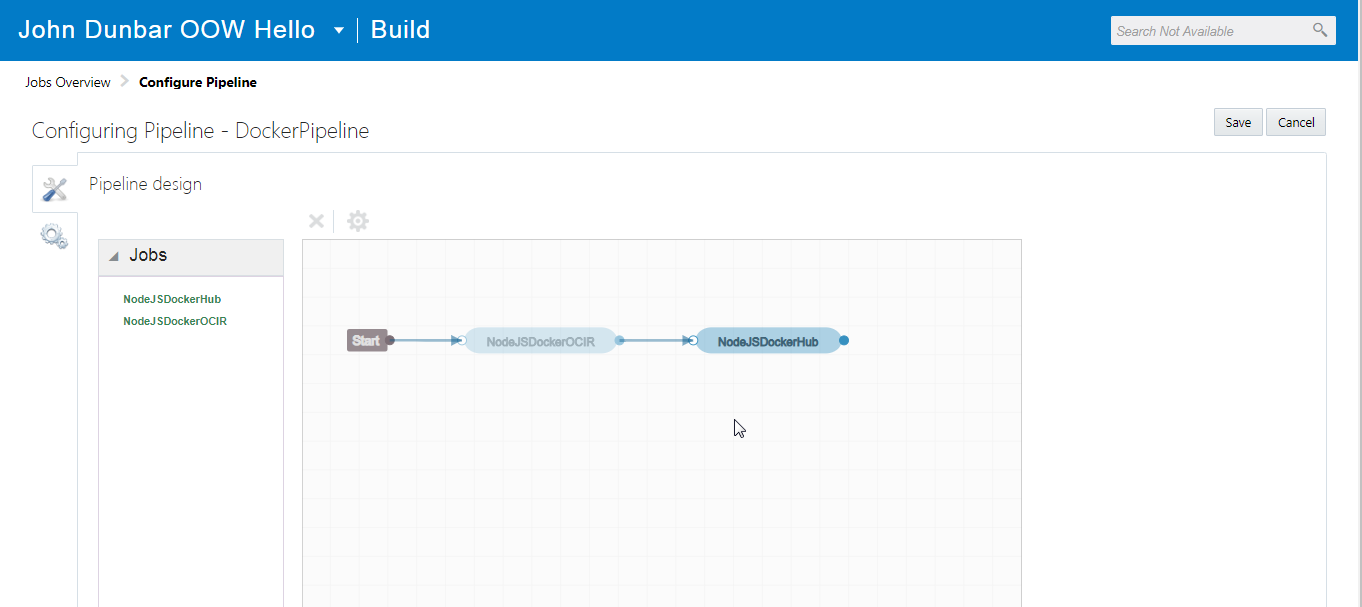 John Dunbar OOW Hello Build
Search Not Available
Jobs Overview Configure Pipeline
Configuring Pipeline - DockerPipeline
Save Cancel
Pipeline design
Jobs
NodeJSDockerHub
NodeJSDockerOCIR
Start NodeJSDockerOCIR NodeJSDockerHub